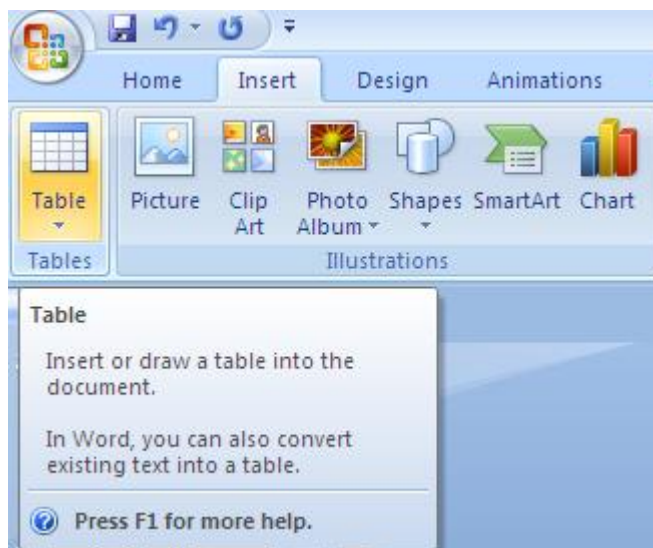 Home Insert Design Animations
Table Picture Clip Art Photo Album Shapes SmartArt Chart
Tables Illustrations
Table
Insert or draw a table into the
document.
In Word, you can also convert
existing text into a table.
Press F1 for more help.